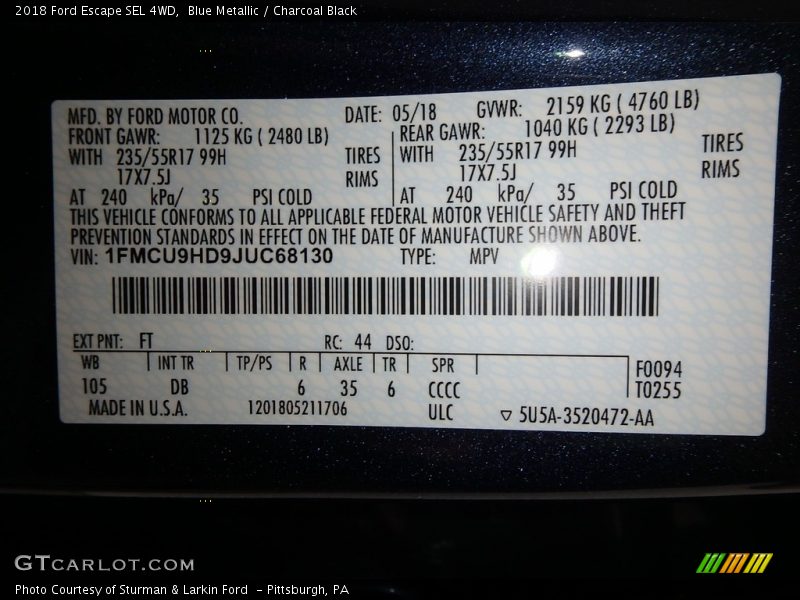 2018 Ford Escape SEL 4WD, Blue Metallic / Charcoal Black
MFD. BY FORD MOTOR CO. DATE: 05/18 GVWR: 2159 KG ( 4760 LB)
FRONT GAWR: 1125 KG ( 2480 LB) REAR GAWR: 1040 KG ( 2293 LB)
WITH 235/55R17 99H TIRES WITH 235/55R17 99H TIRES
17X7.5J RIMS 17X7.5J RIMS
AT 240 kPa/ 35 PSI COLD AT 240 kPa/ 35 PSI COLD
THIS VEHICLE CONFORMS TO ALL APPLICABLE FEDERAL MOTOR VEHICLE SAFETY AND THEFT
PREVENTION STANDARDS IN EFFECT ON THE DATE OF MANUFACTURE SHOWN ABOVE.
VIN: 1FMCU9HD9JUC68130 TYPE: MPV
EXT PNT: FT RC: 44 DSO:
WB INT TR TP/PS R AXLE TR SPR F0094
105 DB 6 35 6 CCCC T0255
MADE IN U.S.A. 1201805211706 ULC ▽ 5U5A-3520472-AA
GTCARLOT.COM
Photo Courtesy of Sturman & Larkin Ford - Pittsburgh, PA